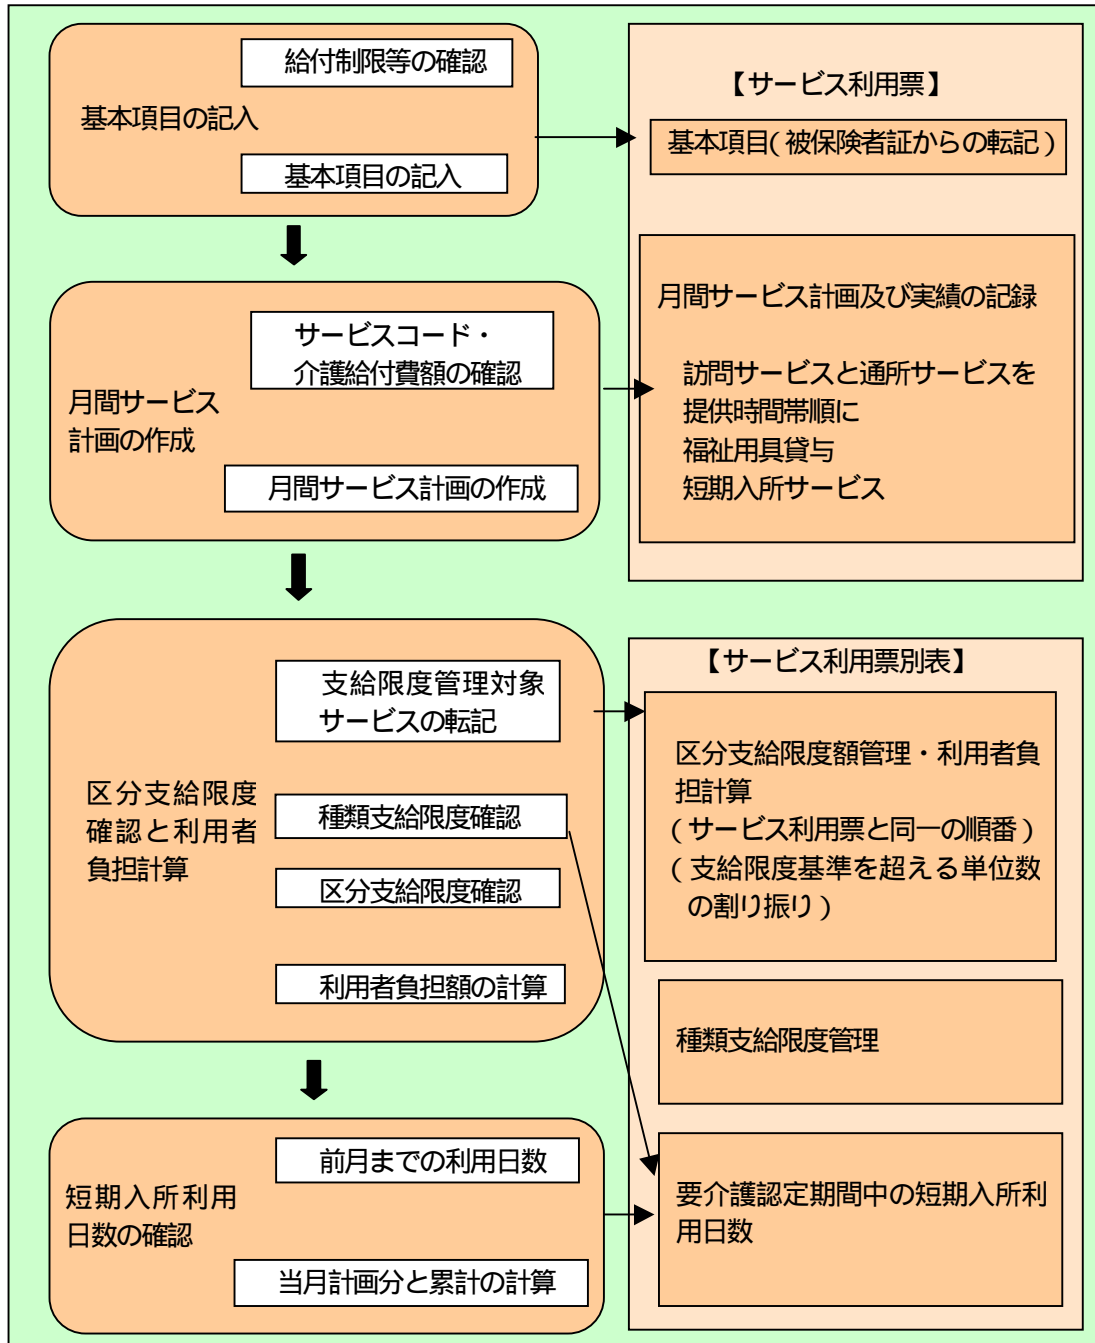 給付制限等の確認
基本項目の記入
基本項目の記入
【サービス利用票】
基本項目(被保険者証からの転記)
サービスコード・
介護給付費額の確認
月間サービス
計画の作成
月間サービス計画の作成
月間サービス計画及び実績の記録
訪問サービスと通所サービスを
提供時間帯順に
福祉用具貸与
短期入所サービス
支給限度管理対象
サービスの転記
区分支給限度
確認と利用者
負担計算
種類支給限度確認
区分支給限度確認
利用者負担額の計算
【サービス利用票別表】
区分支給限度額管理・利用者負
担計算
(サービス利用票と同一の順番)
(支給限度基準を超える単位数
の割り振り)
種類支給限度管理
前月までの利用日数
短期入所利用
日数の確認
当月計画分と累計の計算
要介護認定期間中の短期入所利
用日数